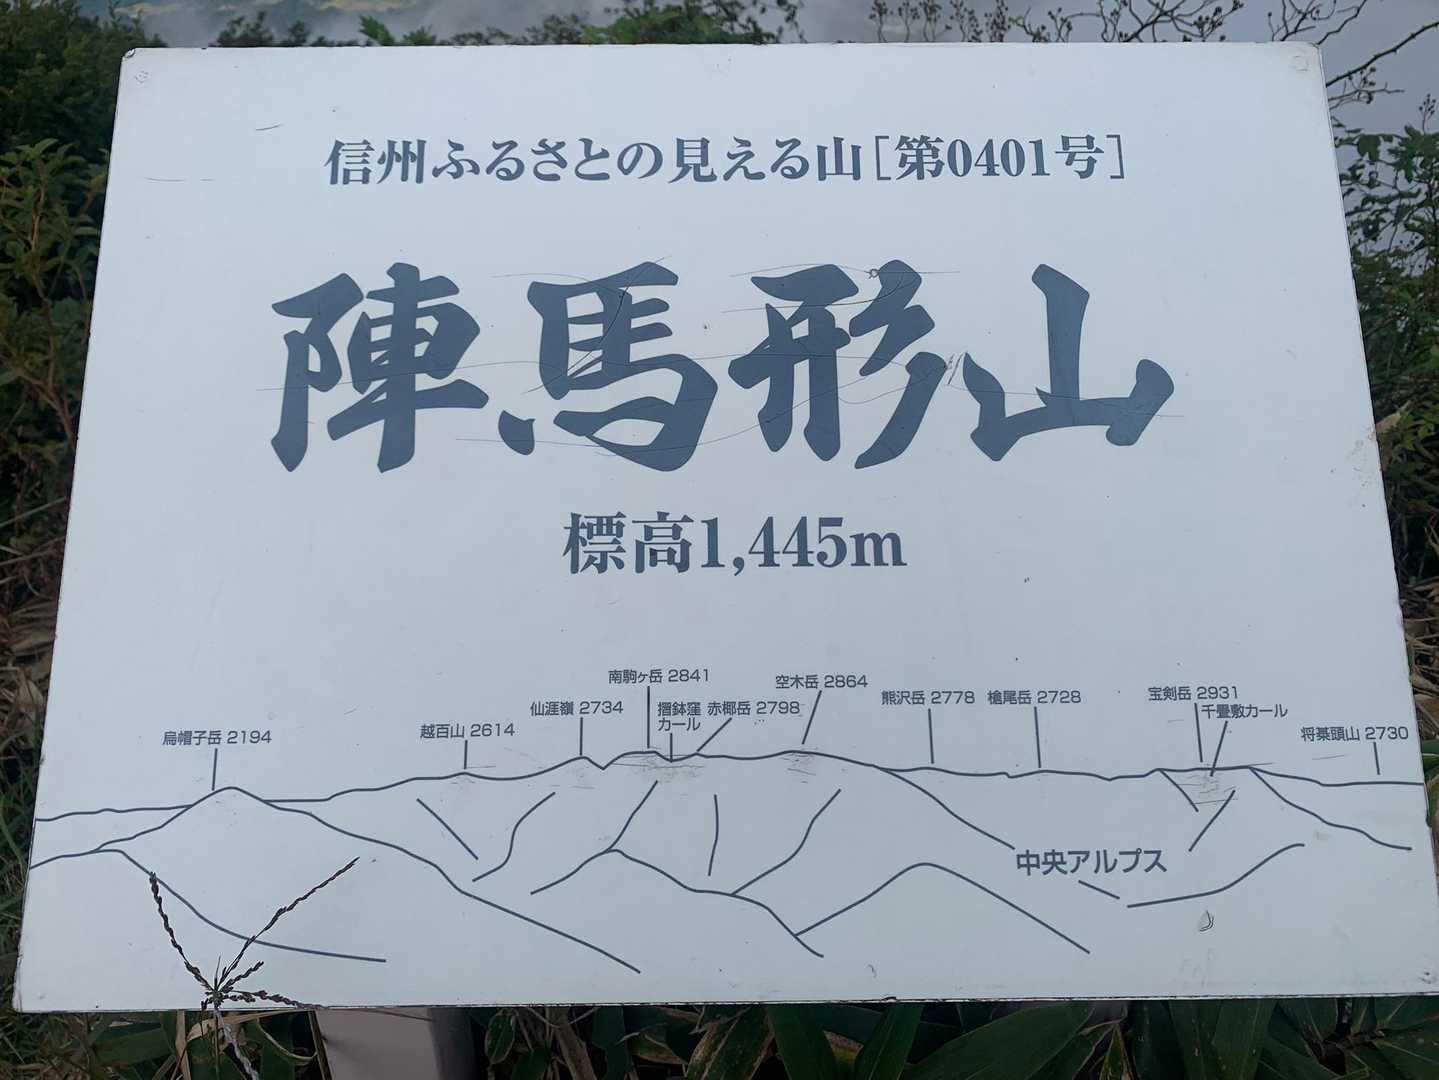 信州ふるさとの見える山［第0401号］
陣馬形山
標高1,445m
烏帽子岳 2194
越百山 2614
仙涯嶺 2734
南駒ヶ岳 2841
摺鉢窪
カール
赤椰岳 2798
空木岳 2864
熊沢岳 2778
檜尾岳 2728
宝剣岳 2931
千畳敷カール
将棊頭山 2730
中央アルプス